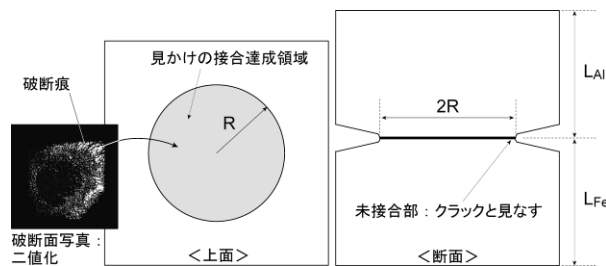 見かけの接合達成領域
破断痕
R
破断面写真：
二値化
＜上面＞
2R
L_Al
未接合部：クラックと見なす
L_Fe
＜断面＞